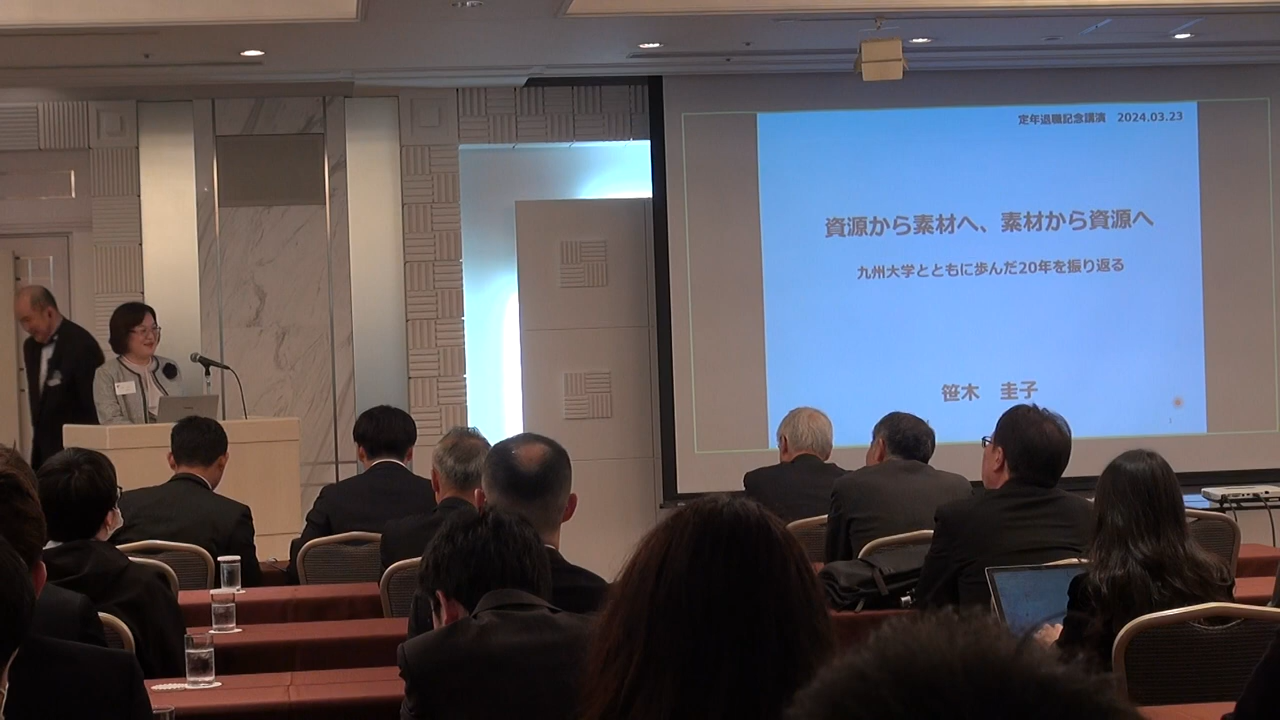 定年退職記念講演　2024.03.23
資源から素材へ、素材から資源へ
九州大学とともに歩んだ20年を振り返る
笹木　圭子